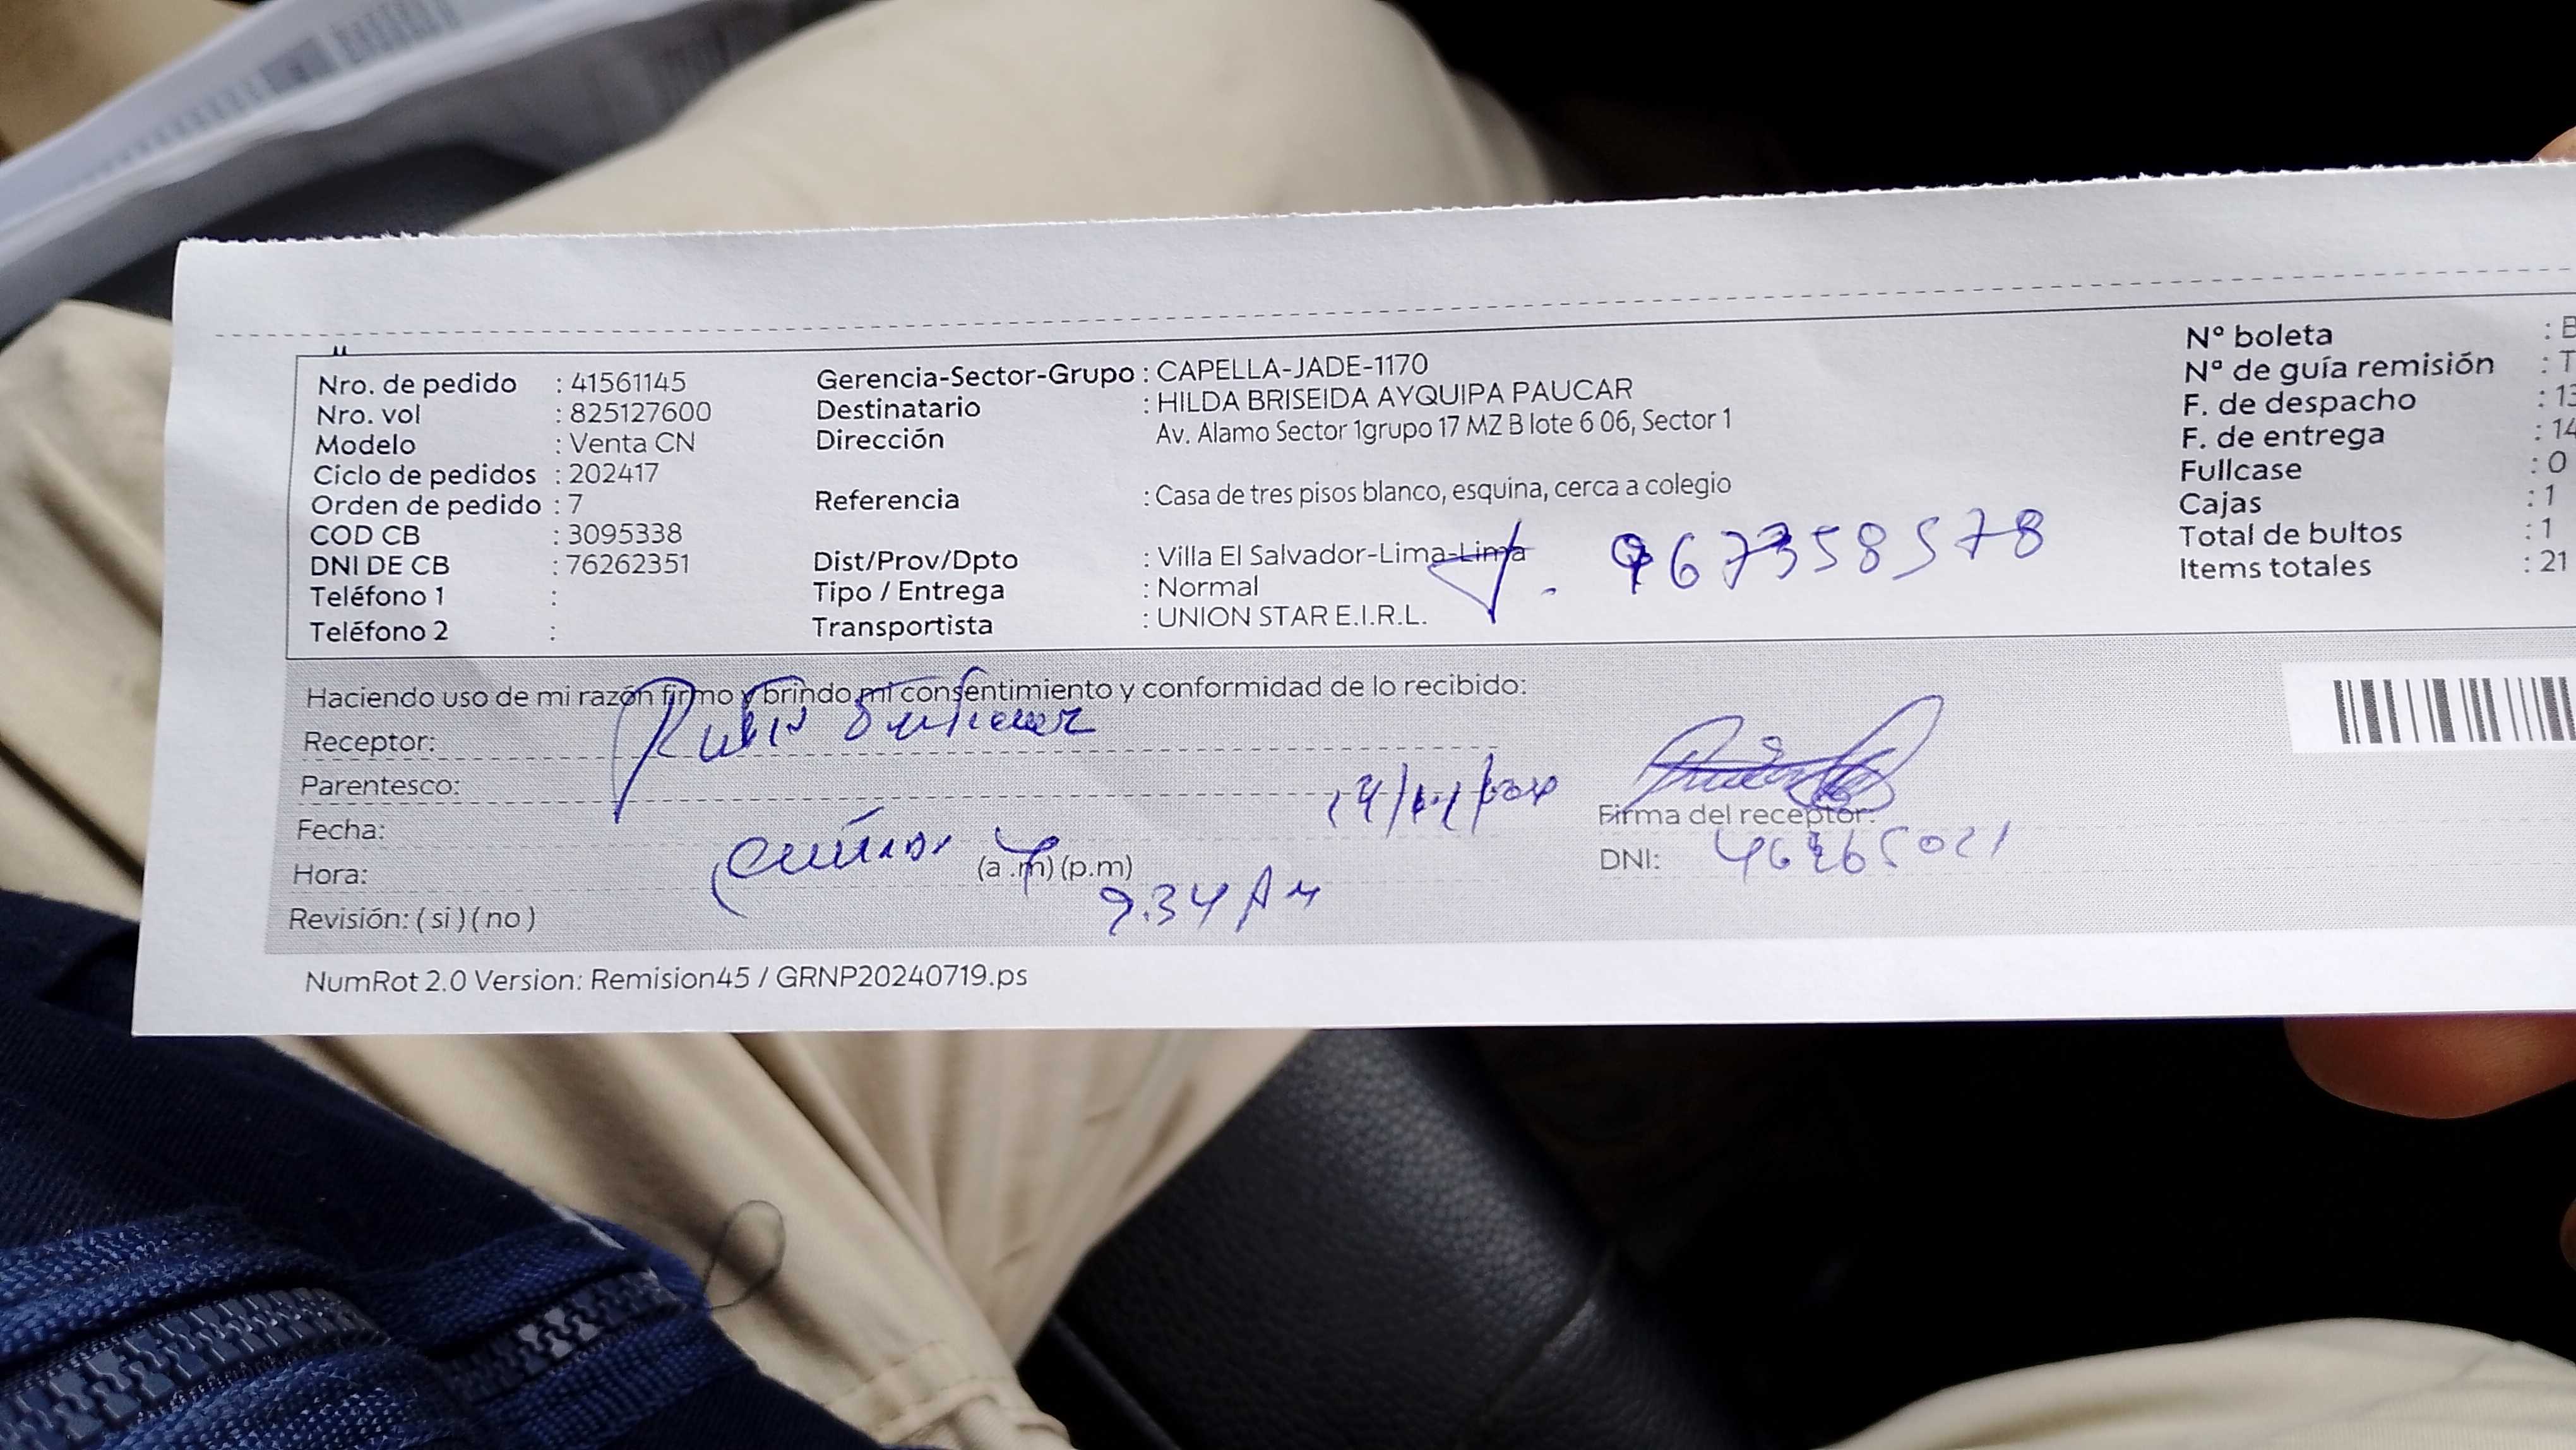 Nro. de pedido : 41561145
Nro. vol : 825127600
Modelo : Venta CN
Ciclo de pedidos : 202417
Orden de pedido : 7
COD CB : 3095338
DNI DE CB : 76262351
Teléfono 1 :
Teléfono 2 :
Gerencia-Sector-Grupo : CAPELLA-JADE-1170
Destinatario : HILDA BRISEIDA AYQUIPA PAUCAR
Dirección Av. Alamo Sector 1grupo 17 MZ B lote 6 06, Sector 1
Referencia : Casa de tres pisos blanco, esquina, cerca a colegio
Dist/Prov/Dpto : Villa El Salvador-Lima-Lima
Tipo / Entrega : Normal
Transportista : UNION STAR E.I.R.L.
967358578
Nº boleta :
Nº de guía remisión : T
F. de despacho : 13
F. de entrega : 14
Fullcase : 0
Cajas : 1
Total de bultos : 1
Items totales : 21
Haciendo uso de mi razón firmo y brindo mi consentimiento y conformidad de lo recibido:
Receptor:
Parentesco:
Fecha:
Hora: (a.m) (p.m)
9.34 AM
Revisión: ( si ) ( no )
Firma del receptor:
DNI:
NumRot 2.0 Version: Remision45 / GRNP20240719.ps